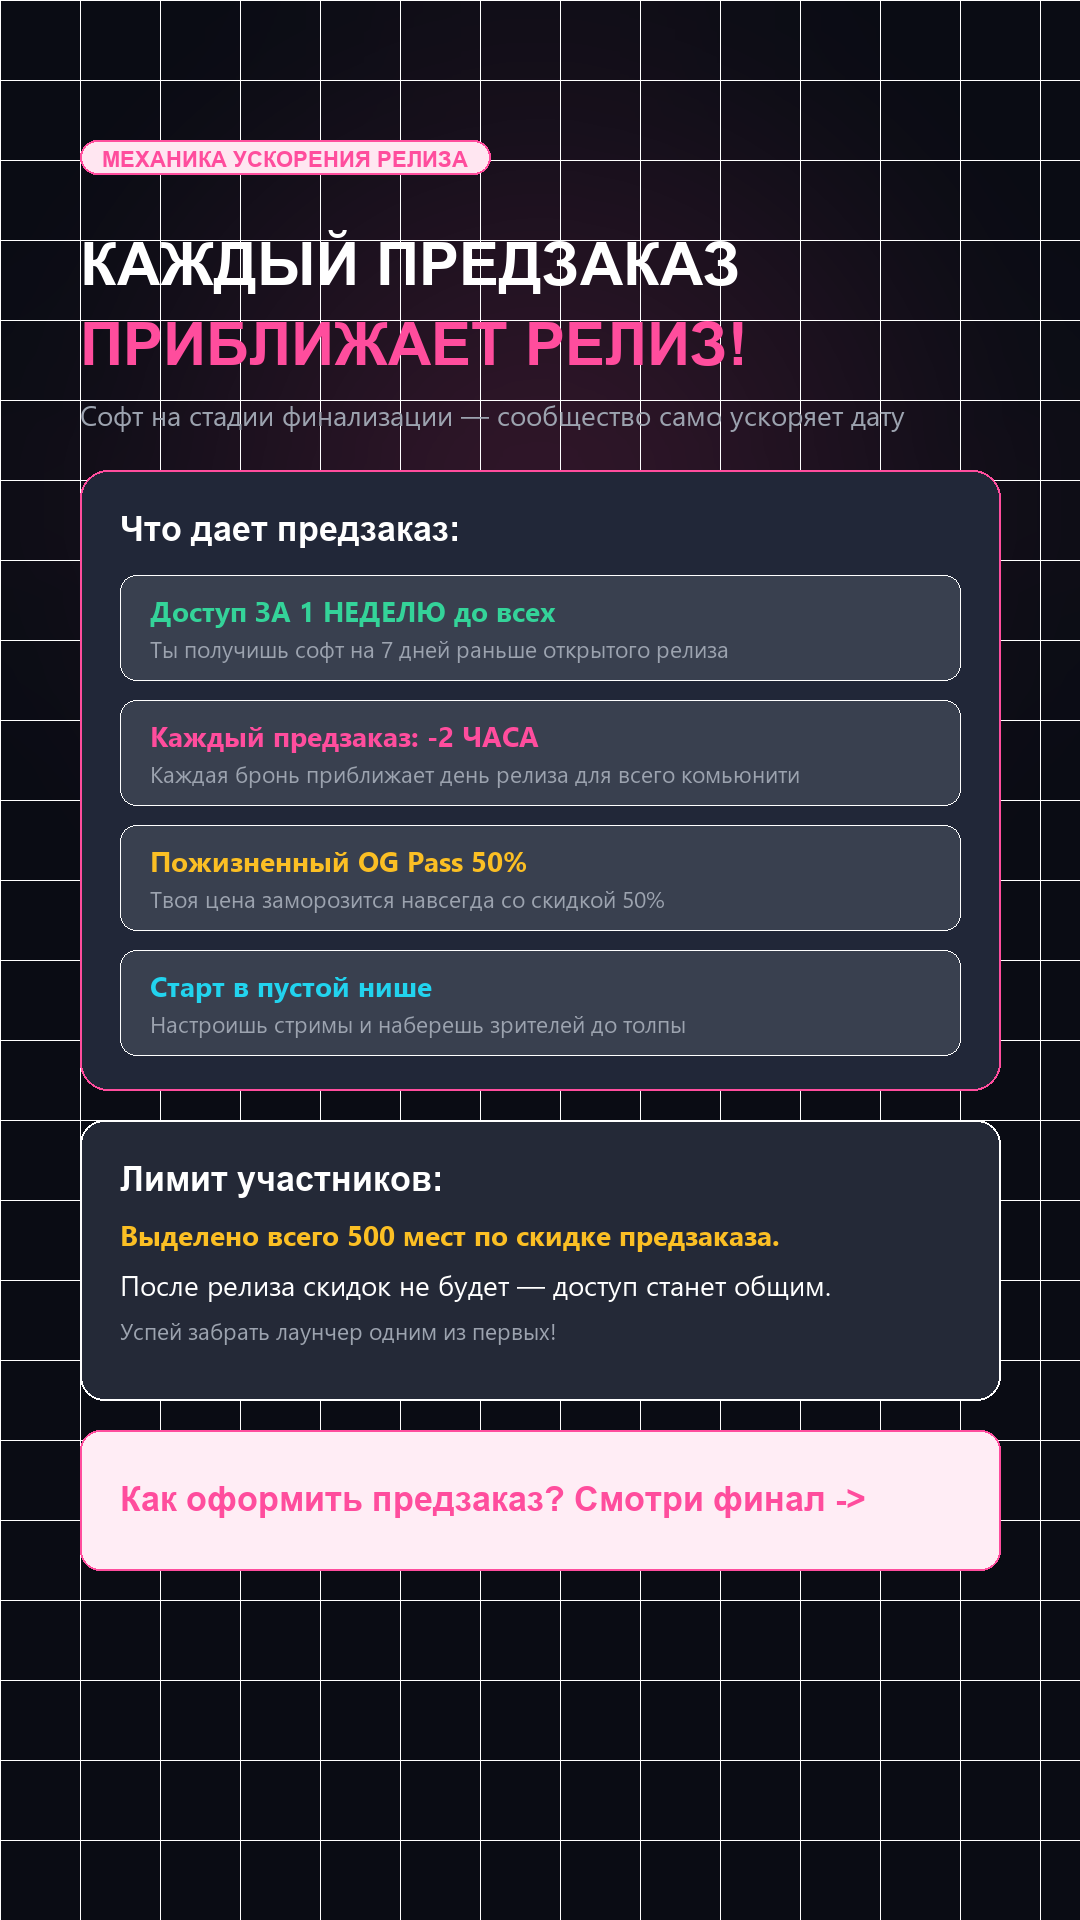 МЕХАНИКА УСКОРЕНИЯ РЕЛИЗА
КАЖДЫЙ ПРЕДЗАКАЗ
ПРИБЛИЖАЕТ РЕЛИЗ!
Софт на стадии финализации — сообщество само ускоряет дату
Что дает предзаказ:
Доступ ЗА 1 НЕДЕЛЮ до всех
Ты получишь софт на 7 дней раньше открытого релиза
Каждый предзаказ: -2 ЧАСА
Каждая бронь приближает день релиза для всего комьюнити
Пожизненный OG Pass 50%
Твоя цена заморозится навсегда со скидкой 50%
Старт в пустой нише
Настроишь стримы и наберешь зрителей до толпы
Лимит участников:
Выделено всего 500 мест по скидке предзаказа.
После релиза скидок не будет — доступ станет общим.
Успей забрать лаунчер одним из первых!
Как оформить предзаказ? Смотри финал ->